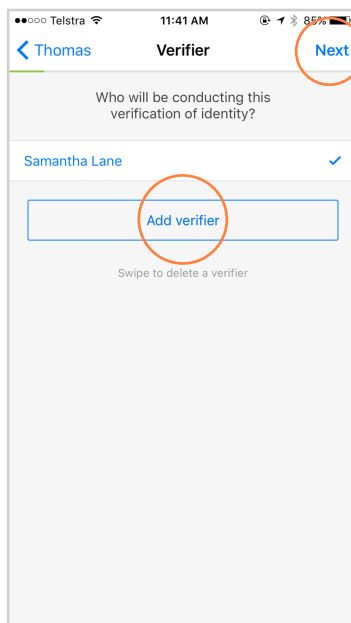 Telstra 11:41 AM 85%
Thomas Verifier Next
Who will be conducting this
verification of identity?
Samantha Lane
Add verifier
Swipe to delete a verifier